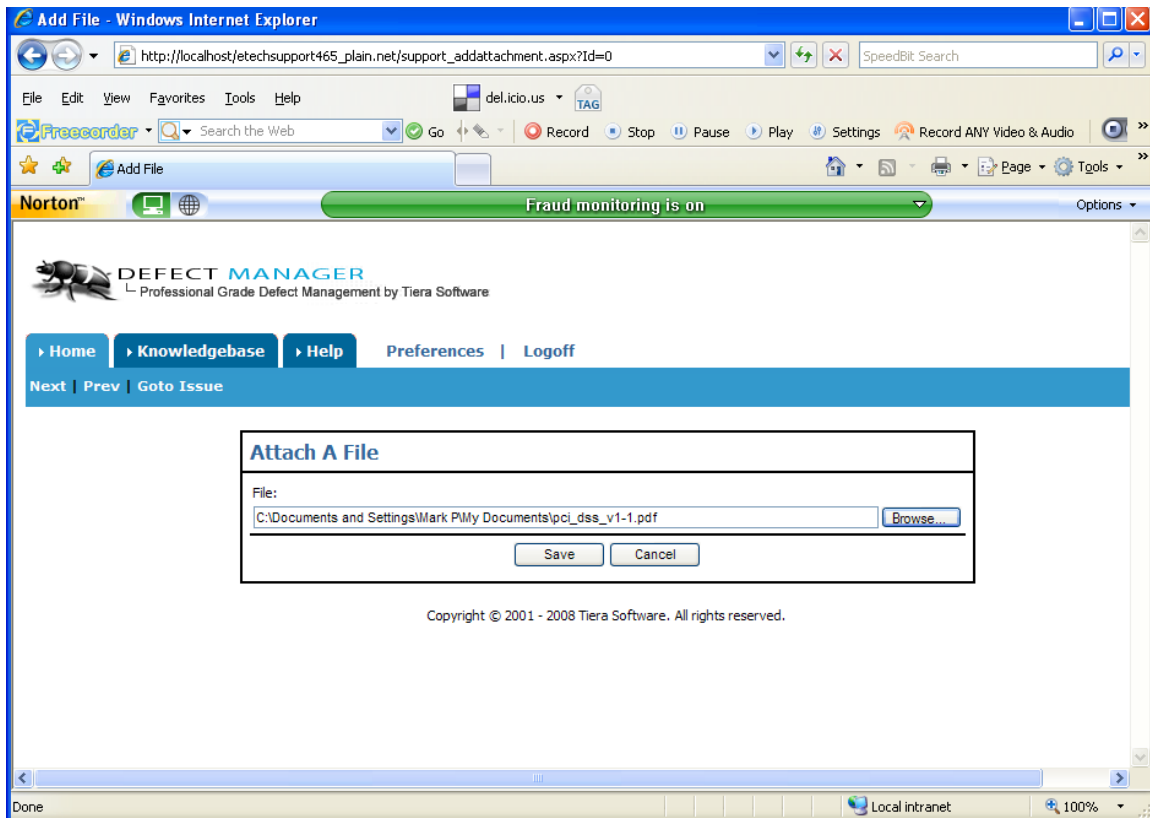 Add File - Windows Internet Explorer
http://localhost/etechsupport465_plain.net/support_addattachment.aspx?Id=0
SpeedBit Search
File Edit View Favorites Tools Help
del.icio.us TAG
Freecorder Search the Web Go Record Stop Pause Play Settings Record ANY Video & Audio »
Add File Page Tools »
Norton™ Fraud monitoring is on Options
DEFECT MANAGER
Professional Grade Defect Management by Tiera Software
Home Knowledgebase Help Preferences | Logoff
Next | Prev | Goto Issue
Attach A File
File:
C:\Documents and Settings\Mark P\My Documents\pci_dss_v1-1.pdf Browse...
Save Cancel
Copyright © 2001 - 2008 Tiera Software. All rights reserved.
Done Local intranet 100%